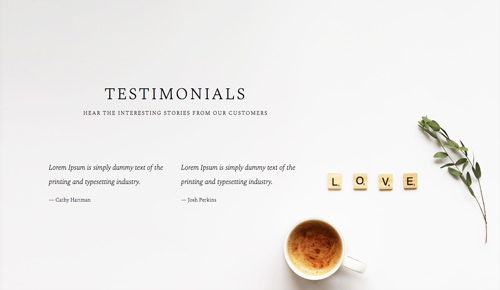 TESTIMONIALS
HEAR THE INTERESTING STORIES FROM OUR CUSTOMERS
Lorem Ipsum is simply dummy text of the
printing and typesetting industry.
— Cathy Hartman
Lorem Ipsum is simply dummy text of the
printing and typesetting industry.
— Josh Perkins
L O V E